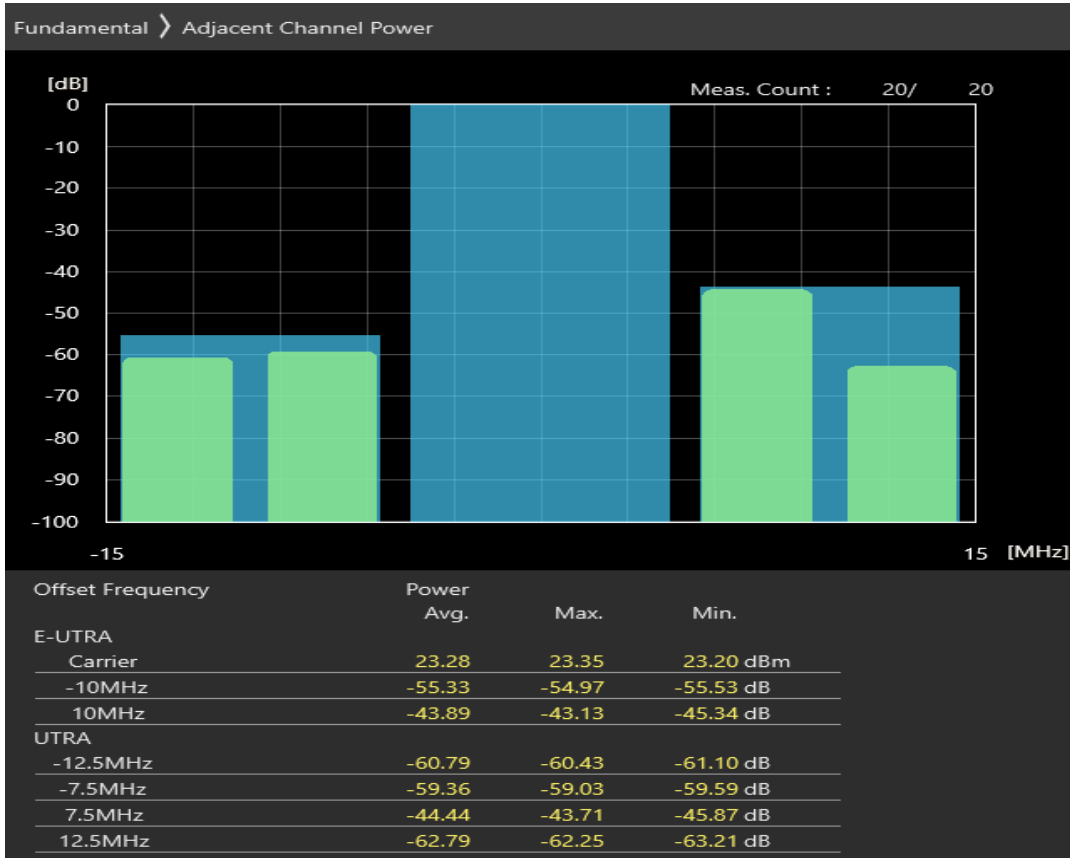 Fundamental 》 Adjacent Channel Power
[dB]
Meas. Count : 20/ 20
0
-10
-20
-30
-40
-50
-60
-70
-80
-90
-100
-15 15 [MHz]
Offset Frequency Power
Avg. Max. Min.
E-UTRA
Carrier 23.28 23.35 23.20 dBm
-10MHz -55.33 -54.97 -55.53 dB
10MHz -43.89 -43.13 -45.34 dB
UTRA
-12.5MHz -60.79 -60.43 -61.10 dB
-7.5MHz -59.36 -59.03 -59.59 dB
7.5MHz -44.44 -43.71 -45.87 dB
12.5MHz -62.79 -62.25 -63.21 dB